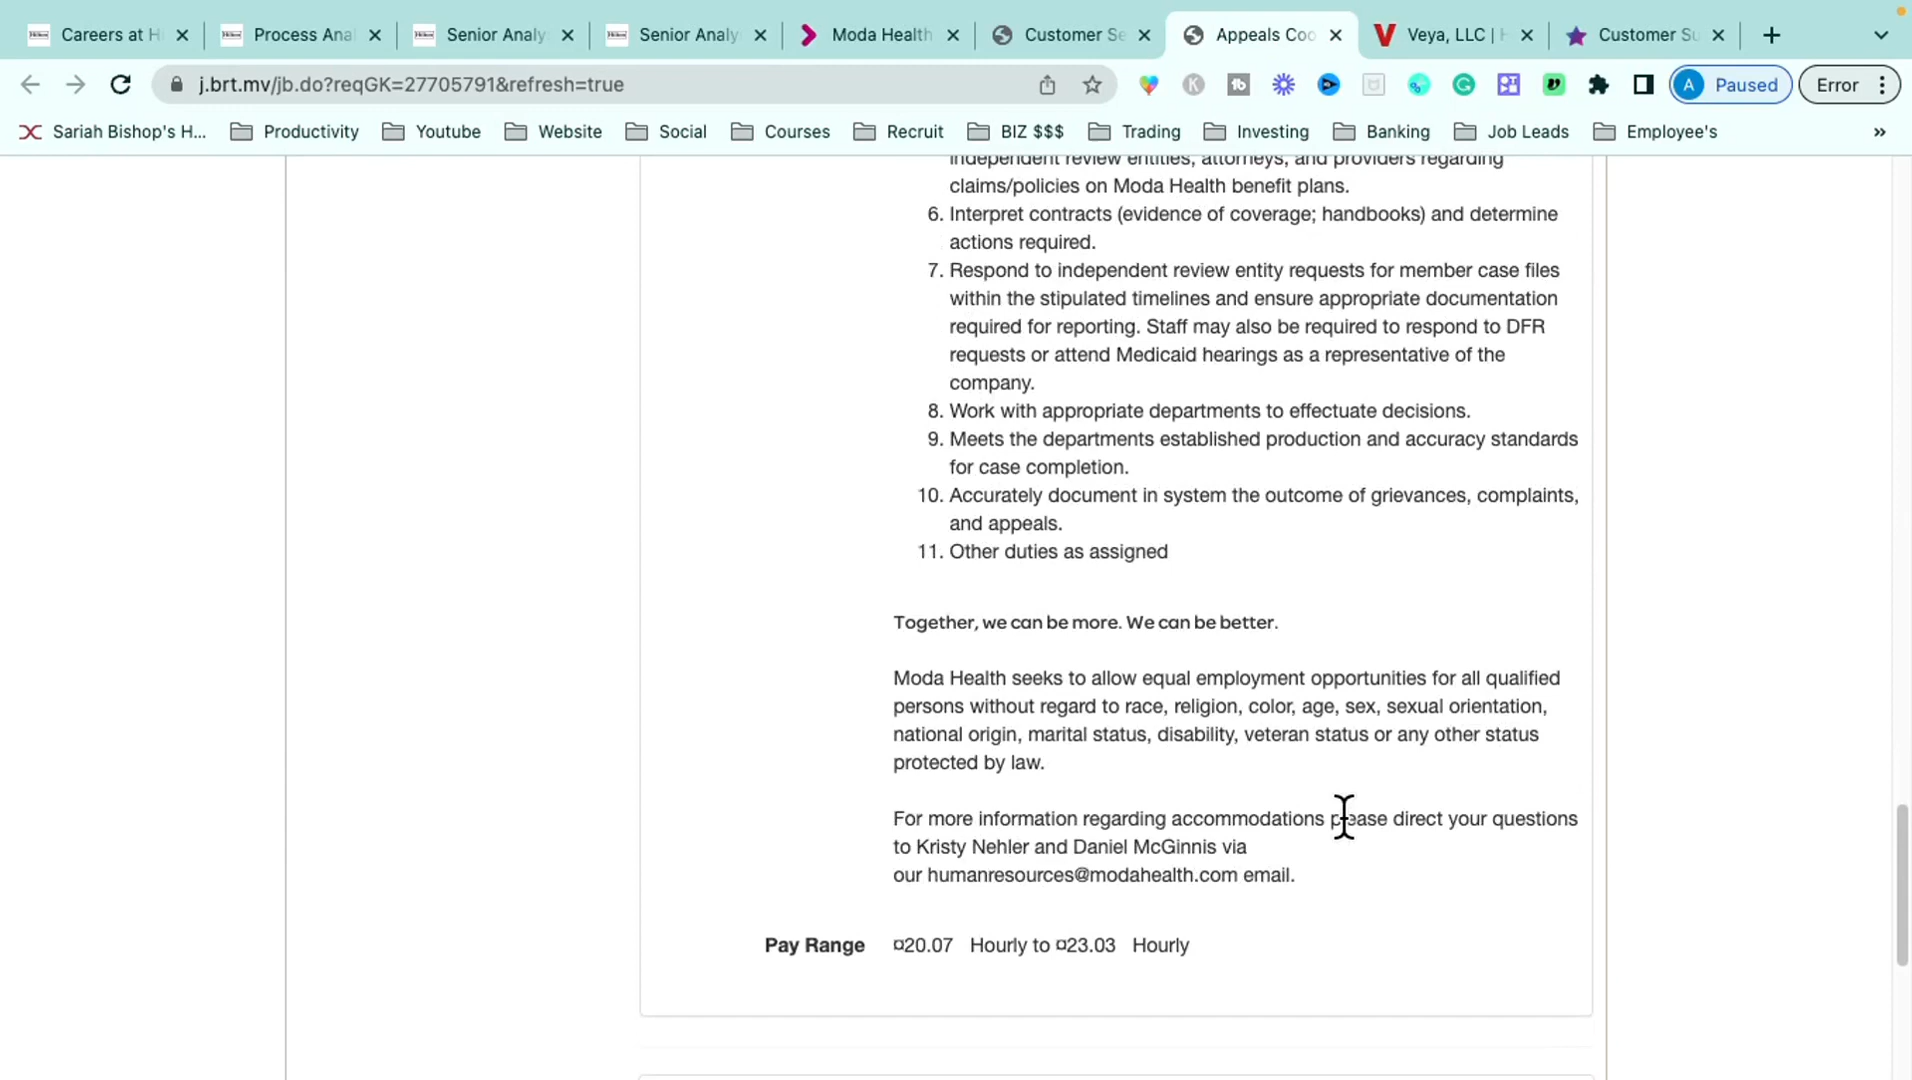 Careers at H
Process Ana
Senior Analy
Senior Analy
Moda Health
Customer Se
Appeals Coo
Veya, LLC | H
Customer Su
j.brt.mv/jb.do?reqGK=27705791&refresh=true
A Paused
Error
Sariah Bishop's H...
Productivity
Youtube
Website
Social
Courses
Recruit
BIZ $$$
Trading
Investing
Banking
Job Leads
Employee's
»
independent review entities, attorneys, and providers regarding
claims/policies on Moda Health benefit plans.
6. Interpret contracts (evidence of coverage; handbooks) and determine
actions required.
7. Respond to independent review entity requests for member case files
within the stipulated timelines and ensure appropriate documentation
required for reporting. Staff may also be required to respond to DFR
requests or attend Medicaid hearings as a representative of the
company.
8. Work with appropriate departments to effectuate decisions.
9. Meets the departments established production and accuracy standards
for case completion.
10. Accurately document in system the outcome of grievances, complaints,
and appeals.
11. Other duties as assigned
Together, we can be more. We can be better.
Moda Health seeks to allow equal employment opportunities for all qualified
persons without regard to race, religion, color, age, sex, sexual orientation,
national origin, marital status, disability, veteran status or any other status
protected by law.
For more information regarding accommodations please direct your questions
to Kristy Nehler and Daniel McGinnis via
our humanresources@modahealth.com email.
Pay Range ¤20.07 Hourly to ¤23.03 Hourly